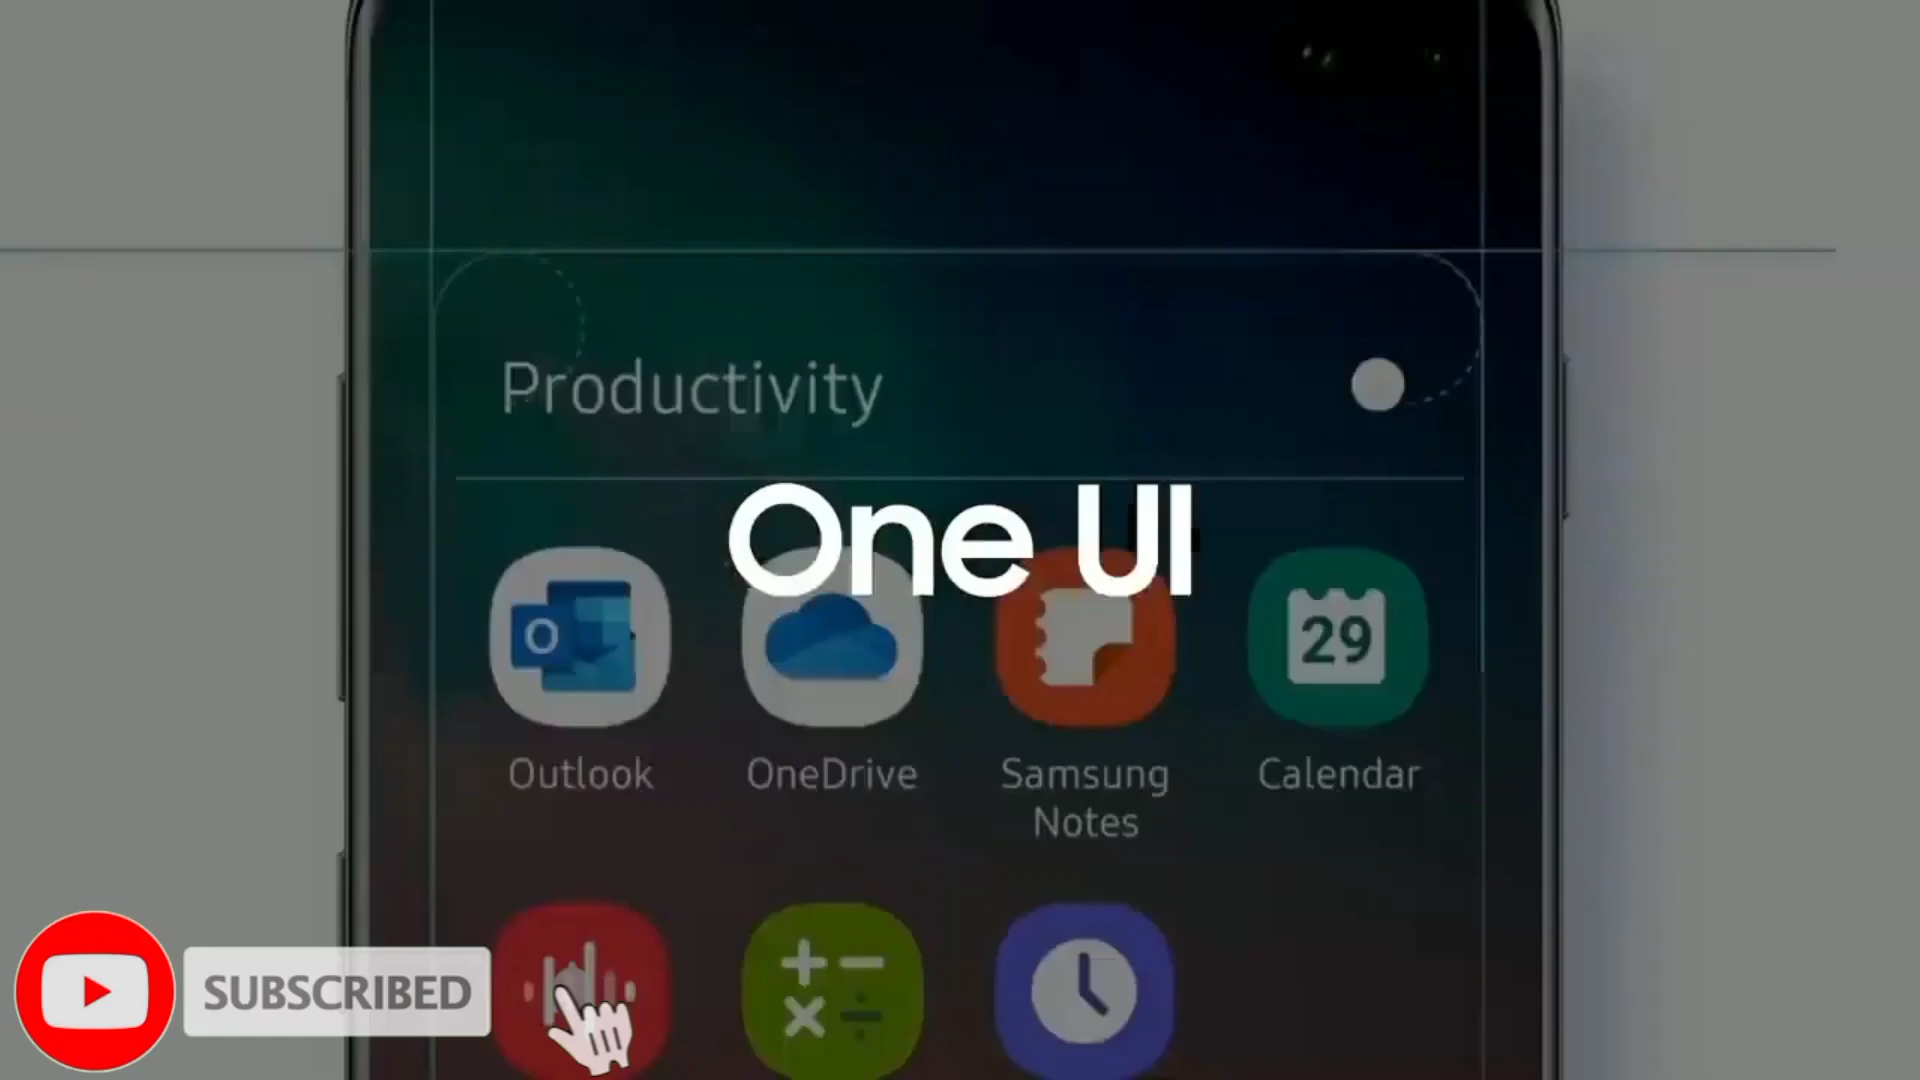 Productivity
One UI
29
Outlook
OneDrive
Samsung
Notes
Calendar
SUBSCRIBED